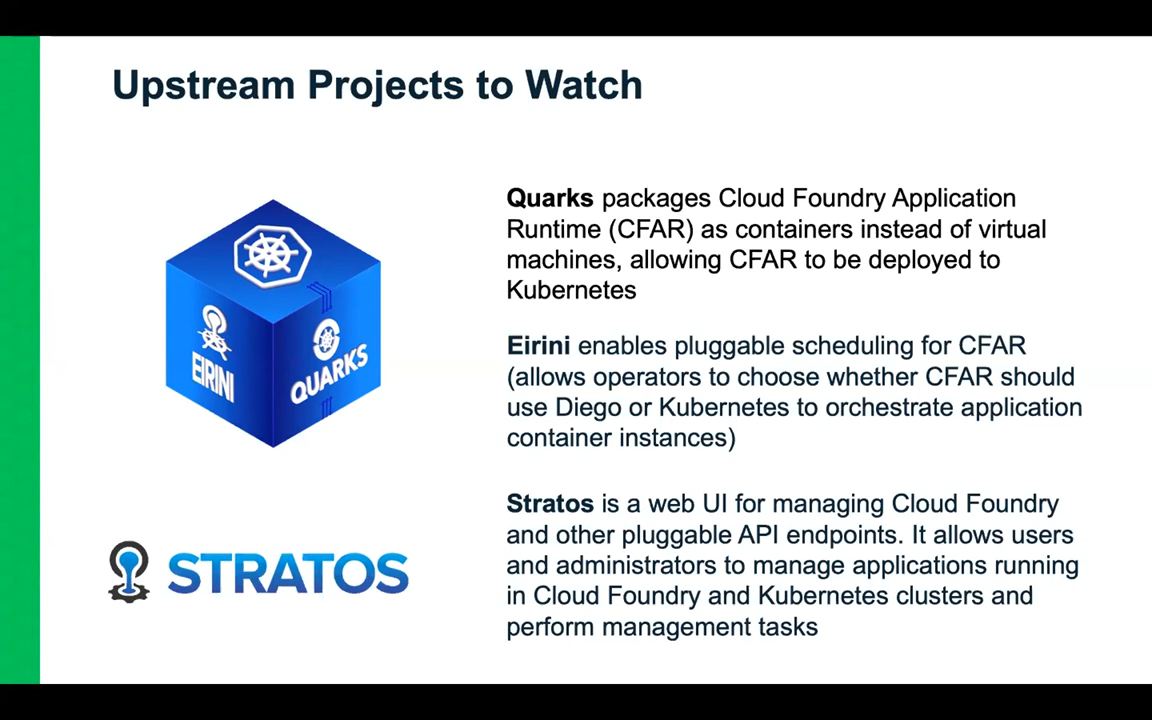 Upstream Projects to Watch
EIRINI
QUARKS
Quarks packages Cloud Foundry Application
Runtime (CFAR) as containers instead of virtual
machines, allowing CFAR to be deployed to
Kubernetes
Eirini enables pluggable scheduling for CFAR
(allows operators to choose whether CFAR should
use Diego or Kubernetes to orchestrate application
container instances)
STRATOS
Stratos is a web UI for managing Cloud Foundry
and other pluggable API endpoints. It allows users
and administrators to manage applications running
in Cloud Foundry and Kubernetes clusters and
perform management tasks